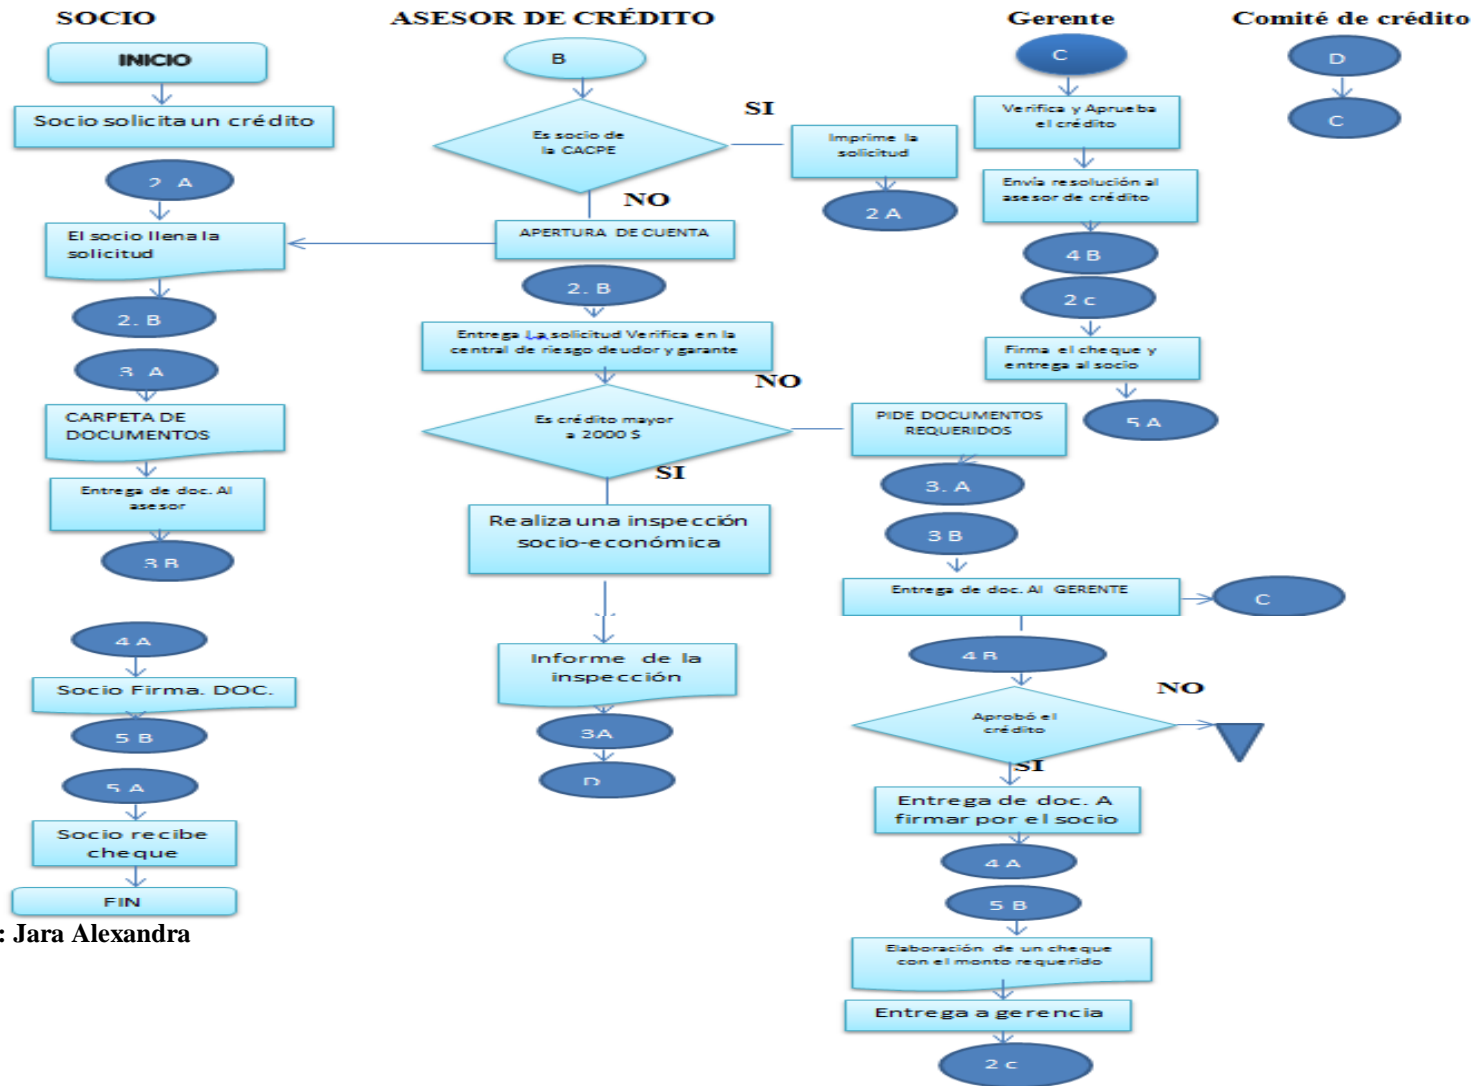 SOCIO
INICIO
Socio solicita un crédito
2 A
El socio llena la
solicitud
2. B
3 A
CARPETA DE
DOCUMENTOS
Entrega de doc. Al
asesor
3 B
4 A
Socio Firma. DOC.
5 B
5 A
Socio recibe
cheque
FIN
: Jara Alexandra
ASESOR DE CRÉDITO
B
Es socio de
la CACPE
SI
Imprime la
solicitud
2 A
NO
APERTURA DE CUENTA
2. B
Entrega La solicitud Verifica en la
central de riesgo deudor y garante
Es crédito mayor
a 2000 $
NO
PIDE DOCUMENTOS
REQUERIDOS
3. A
SI
Realiza una inspección
socio-económica
Informe de la
inspección
3A
D
3 B
Entrega de doc. Al GERENTE
C
4 B
Aprobó el
crédito
NO
SI
Entrega de doc. A
firmar por el socio
4 A
5 B
Elaboración de un cheque
con el monto requerido
Entrega a gerencia
2 c
Gerente
C
Verifica y Aprueba
el crédito
Envía resolución al
asesor de crédito
4 B
2 c
Firma el cheque y
entrega al socio
5 A
Comité de crédito
D
C